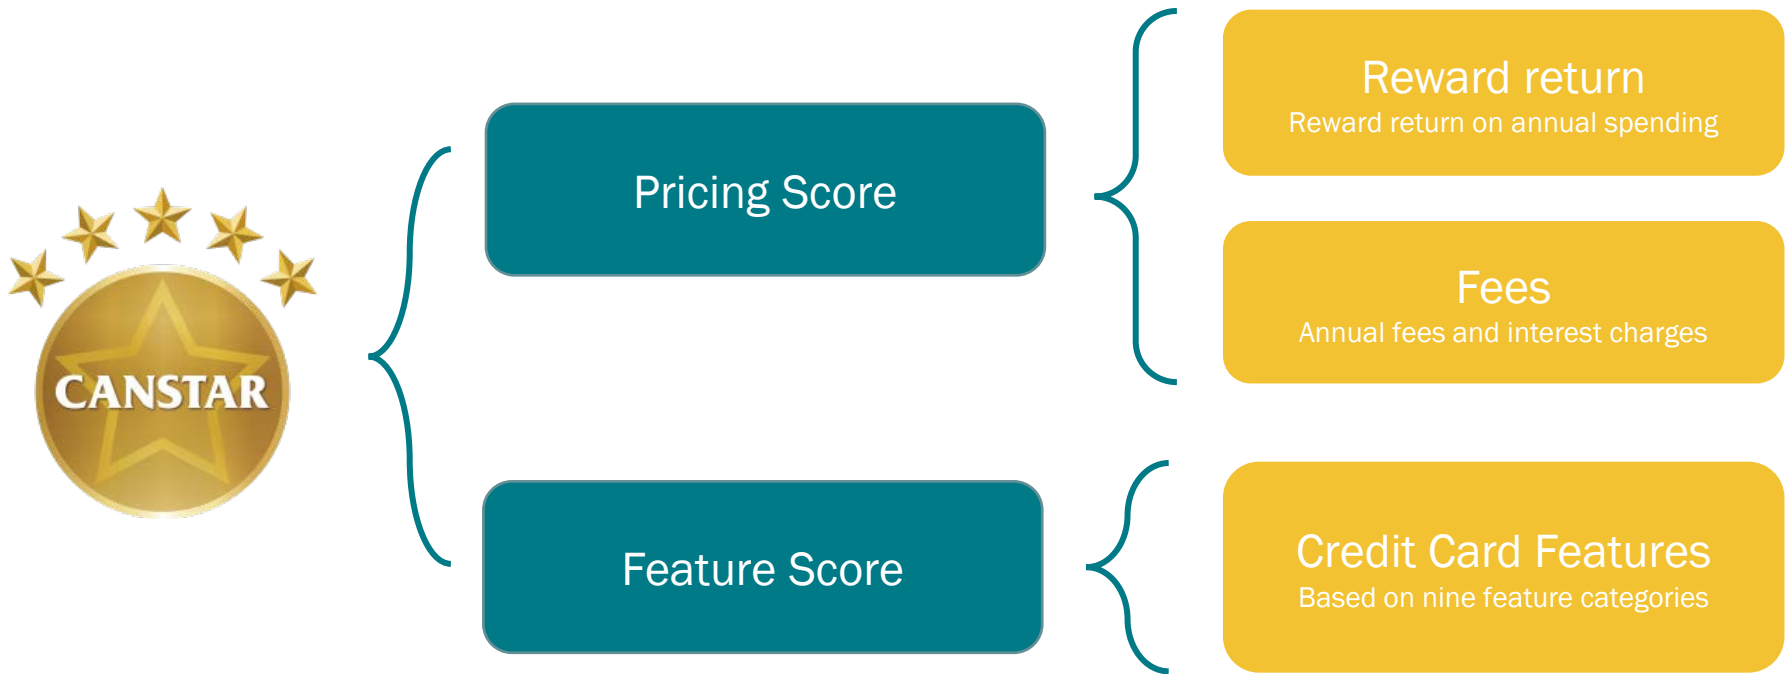 CANSTAR
Pricing Score
Feature Score
Reward return
Reward return on annual spending
Fees
Annual fees and interest charges
Credit Card Features
Based on nine feature categories